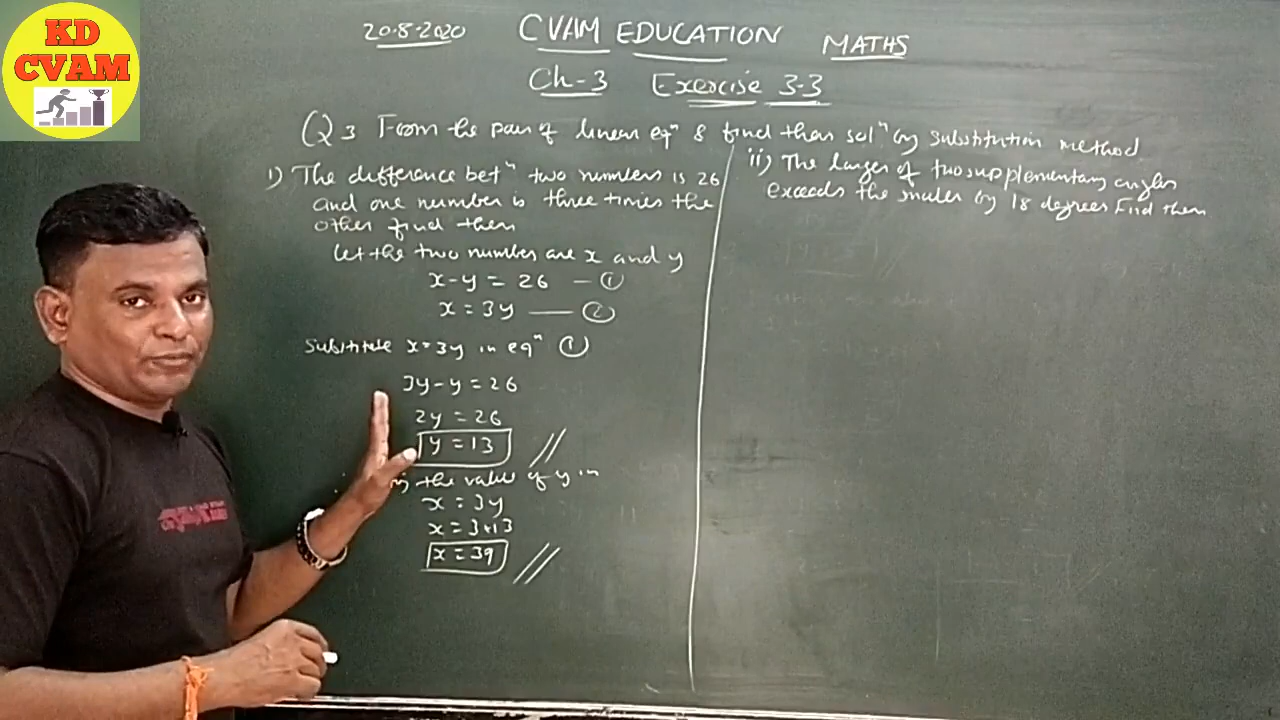 KD
CVAM
20.8.2020 CVAM EDUCATION MATHS
Ch-3 Exercise 3.3
Q3 From the pair of linear eqⁿ & find their solⁿ by substitution method
i) The difference betⁿ two numbers is 26
and one number is three times the
other find them
let the two number are x and y
x-y = 26 — ①
x = 3y — ②
Substitute x=3y in eqⁿ ①
3y-y = 26
2y = 26
y = 13 //
the value of y in
x = 3y
x = 3×13
x = 39 //
ii) The larger of two supplementary angles
exceeds the smaller by 18 degrees Find them